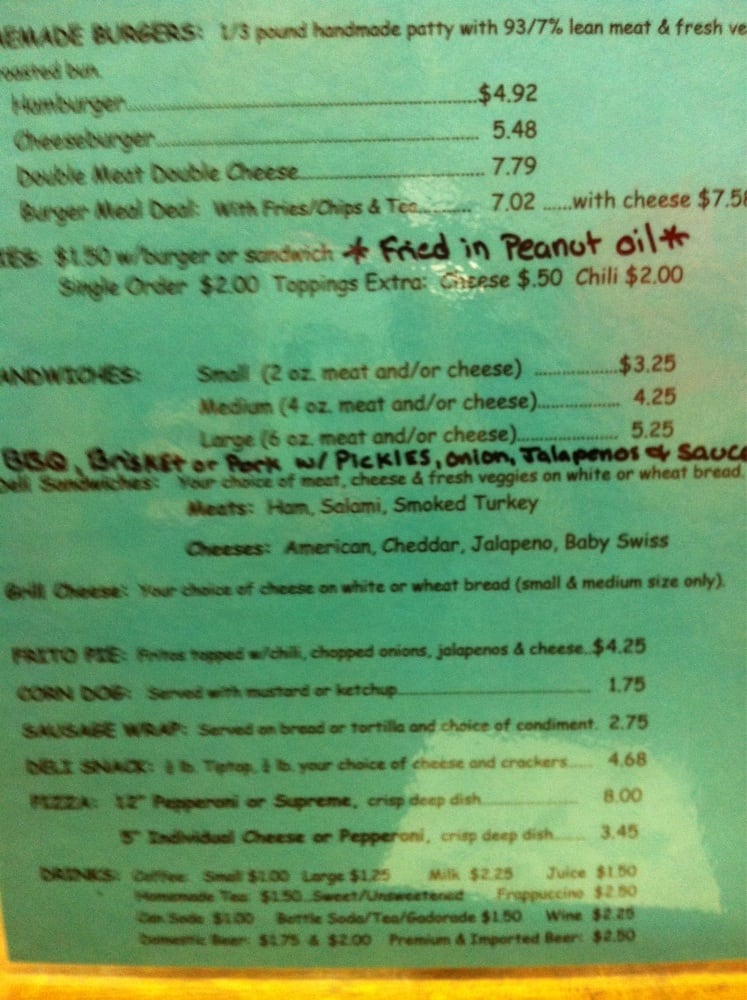 EMADE BURGERS: 1/3 pound handmade patty with 93/7% lean meat & fresh ve
roasted bun.
Hamburger...$4.92
Cheeseburger... 5.48
Double Meat Double Cheese... 7.79
Burger Meal Deal: With Fries/Chips & Tea... 7.02 ......with cheese $7.58
IES: $1.50 w/burger or sandwich * Fried in Peanut oil*
Single Order $2.00 Toppings Extra: Cheese $.50 Chili $2.00
ANDWICHES: Small (2 oz. meat and/or cheese) ...$3.25
Medium (4 oz. meat and/or cheese)... 4.25
Large (6 oz. meat and/or cheese)... 5.25
BBQ, Brisket or Pork w/ Pickles, onion, Jalapenos & Sauce
Deli Sandwiches: Your choice of meat, cheese & fresh veggies on white or wheat bread.
Meats: Ham, Salami, Smoked Turkey
Cheeses: American, Cheddar, Jalapeno, Baby Swiss
Grill Cheese: Your choice of cheese on white or wheat bread (small & medium size only).
FRITO PIE: Fritos topped w/chili, chopped onions, jalapenos & cheese..$4.25
CORN DOG: Served with mustard or ketchup... 1.75
SAUSAGE WRAP: Served on bread or tortilla and choice of condiment. 2.75
DELI SNACK: lb. Tiptop, lb. your choice of cheese and crackers...... 4.68
PIZZA: 12" Pepperoni or Supreme, crisp deep dish... 8.00
5" Individual Cheese or Pepperoni, crisp deep dish... 3.45
DRINKS: Coffee: Small $1.00 Large $1.25 Milk $2.25 Juice $1.50
Homemade Tea: $1.50..Sweet/Unsweetened Frappuccino $2.50
Can Soda $1.00 Bottle Soda/Tea/Gadorade $1.50 Wine $2.25
Domestic Beer: $1.75 & $2.00 Premium & Imported Beer: $2.50